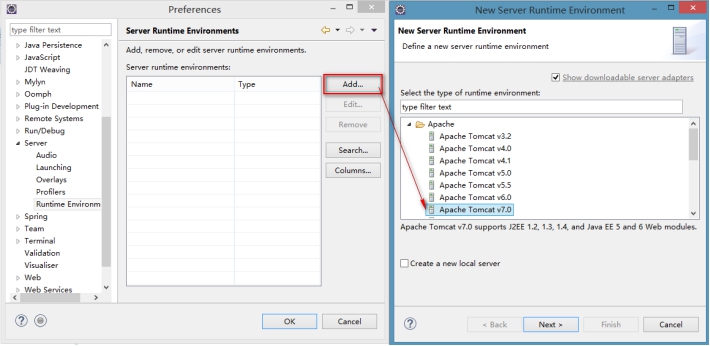 Preferences
type filter text
Java Persistence
JavaScript
JDT Weaving
Mylyn
Oomph
Plug-in Development
Remote Systems
Run/Debug
Server
Audio
Launching
Overlays
Profilers
Runtime Environm
Spring
Team
Terminal
Validation
Visualiser
Web
Web Services
Server Runtime Environments
Add, remove, or edit server runtime environments.
Server runtime environments:
Name Type
Add...
Edit...
Remove
Search...
Columns...
OK Cancel
New Server Runtime Environment
New Server Runtime Environment
Define a new server runtime environment
Show downloadable server adapters
Select the type of runtime environment:
type filter text
Apache
Apache Tomcat v3.2
Apache Tomcat v4.0
Apache Tomcat v4.1
Apache Tomcat v5.0
Apache Tomcat v5.5
Apache Tomcat v6.0
Apache Tomcat v7.0
Apache Tomcat v7.0 supports J2EE 1.2, 1.3, 1.4, and Java EE 5 and 6 Web modules.
Create a new local server
< Back Next > Finish Cancel